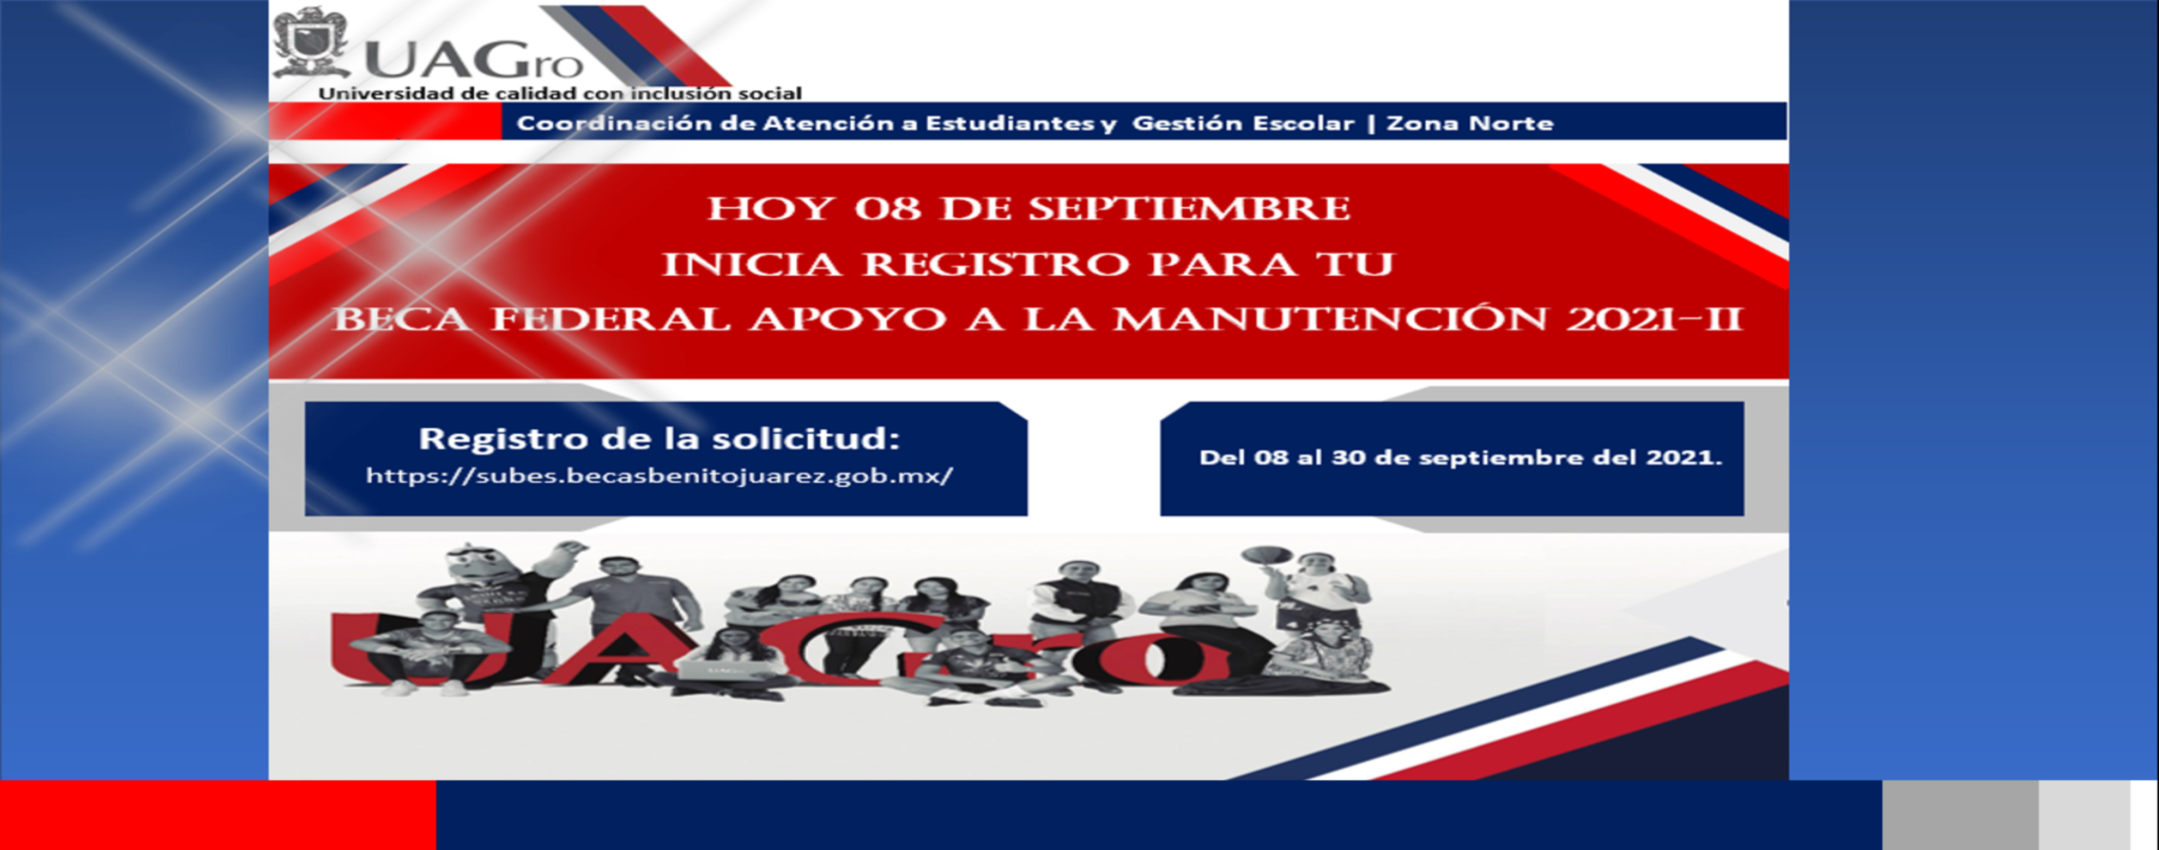 UAGro
Universidad de calidad con inclusión social
Coordinación de Atención a Estudiantes y Gestión Escolar | Zona Norte
HOY 08 DE SEPTIEMBRE
INICIA REGISTRO PARA TU
BECA FEDERAL APOYO A LA MANUTENCIÓN 2021-II
Registro de la solicitud:
https://subes.becasbenitojuarez.gob.mx/
Del 08 al 30 de septiembre del 2021.
UAGro